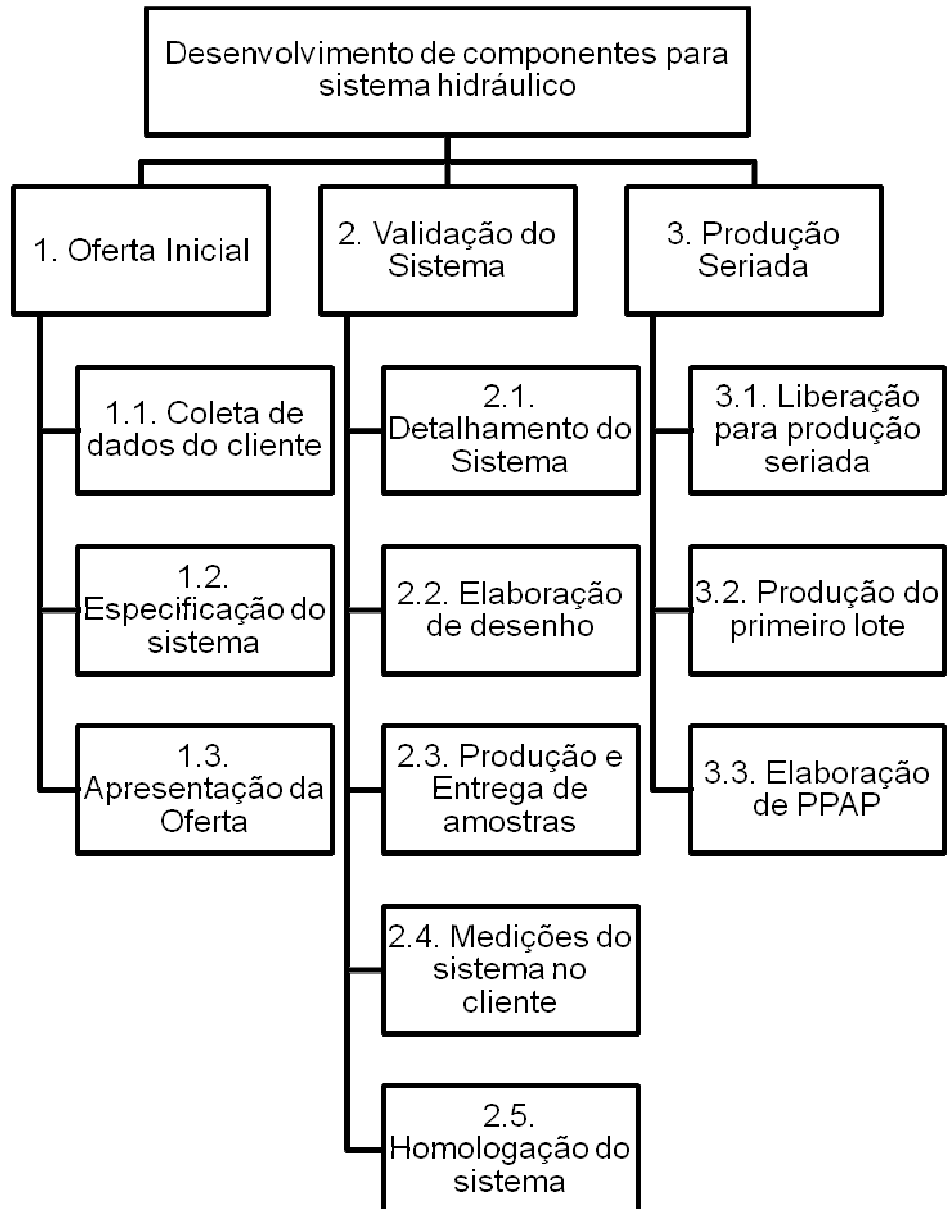 Desenvolvimento de componentes para
sistema hidráulico
1. Oferta Inicial
2. Validação do
Sistema
3. Produção
Seriada
1.1. Coleta de
dados do cliente
1.2.
Especificação do
sistema
1.3.
Apresentação da
Oferta
2.1.
Detalhamento do
Sistema
2.2. Elaboração
de desenho
2.3. Produção e
Entrega de
amostras
2.4. Medições do
sistema no
cliente
2.5.
Homologação do
sistema
3.1. Liberação
para produção
seriada
3.2. Produção do
primeiro lote
3.3. Elaboração
de PPAP